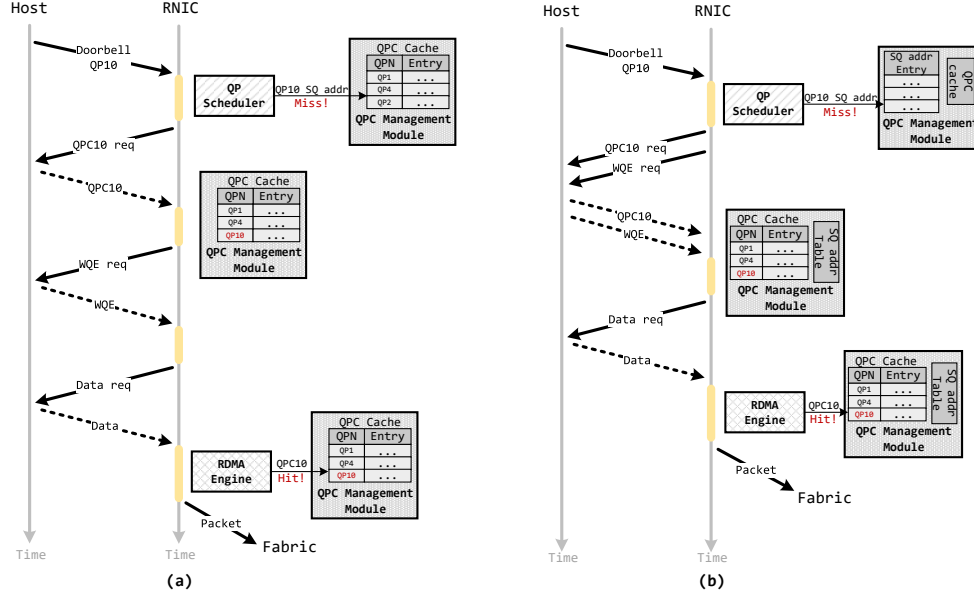 Host
RNIC
Doorbell
QP10
QP
Scheduler
QP10 SQ addr
Miss!
QPC Cache
QPN Entry
QP1 ...
QP4 ...
QP2 ...
QPC Management
Module
QPC10 req
QPC10
QPC Cache
QPN Entry
QP1 ...
QP4 ...
QP10 ...
QPC Management
Module
WQE req
WQE
Data req
Data
RDMA
Engine
QPC10
Hit!
QPC Cache
QPN Entry
QP1 ...
QP4 ...
QP10 ...
QPC Management
Module
Packet
Fabric
Time
Time
(a)
Host
RNIC
Doorbell
QP10
QP
Scheduler
QP10 SQ addr
Miss!
SQ addr
Entry
...
...
...
QPC
cache
QPC Management
Module
QPC10 req
WQE req
QPC10
WQE
QPC Cache
QPN Entry
QP1 ...
QP4 ...
QP10 ...
SQ addr
Table
QPC Management
Module
Data req
Data
RDMA
Engine
QPC10
Hit!
QPC Cache
QPN Entry
QP1 ...
QP4 ...
QP10 ...
SQ addr
Table
QPC Management
Module
Packet
Fabric
Time
Time
(b)